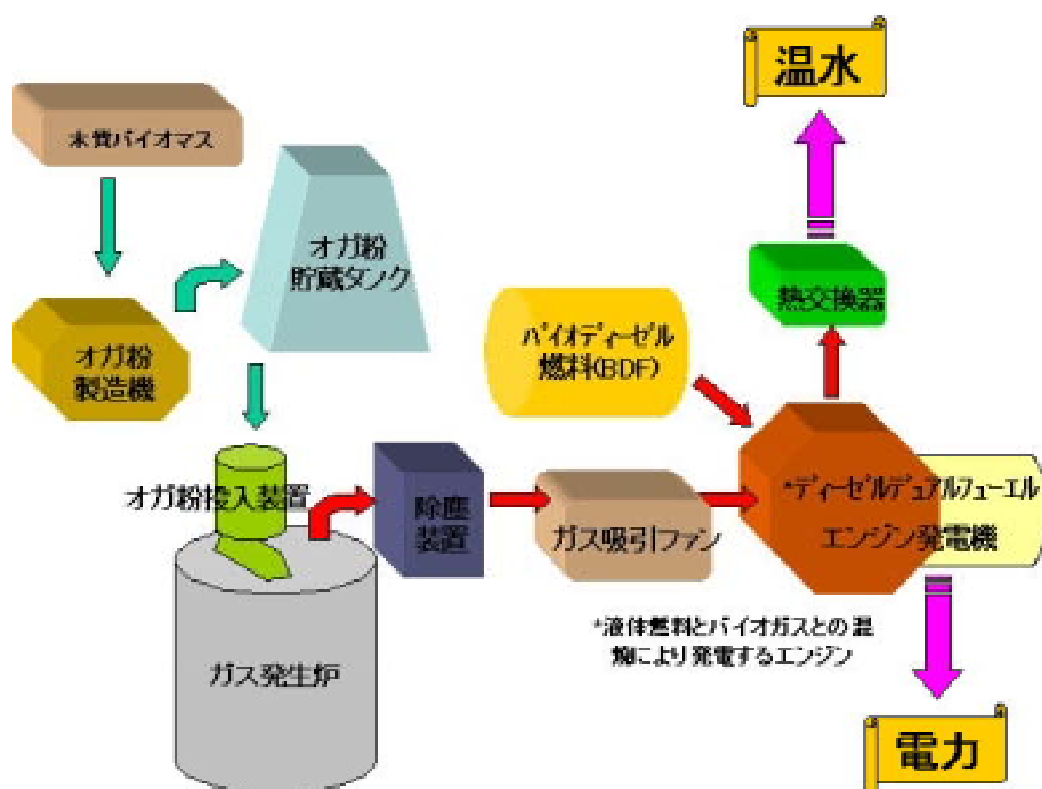 温水
木質バイオマス
オガ粉
貯蔵タンク
熱交換器
オガ粉
製造機
バイオディーゼル
燃料(BDF)
オガ粉投入装置
除塵
装置
ガス吸引ファン
*ディーゼルデュアルフューエル
エンジン発電機
*液体燃料とバイオガスとの混
焼により発電するエンジン
ガス発生炉
電力